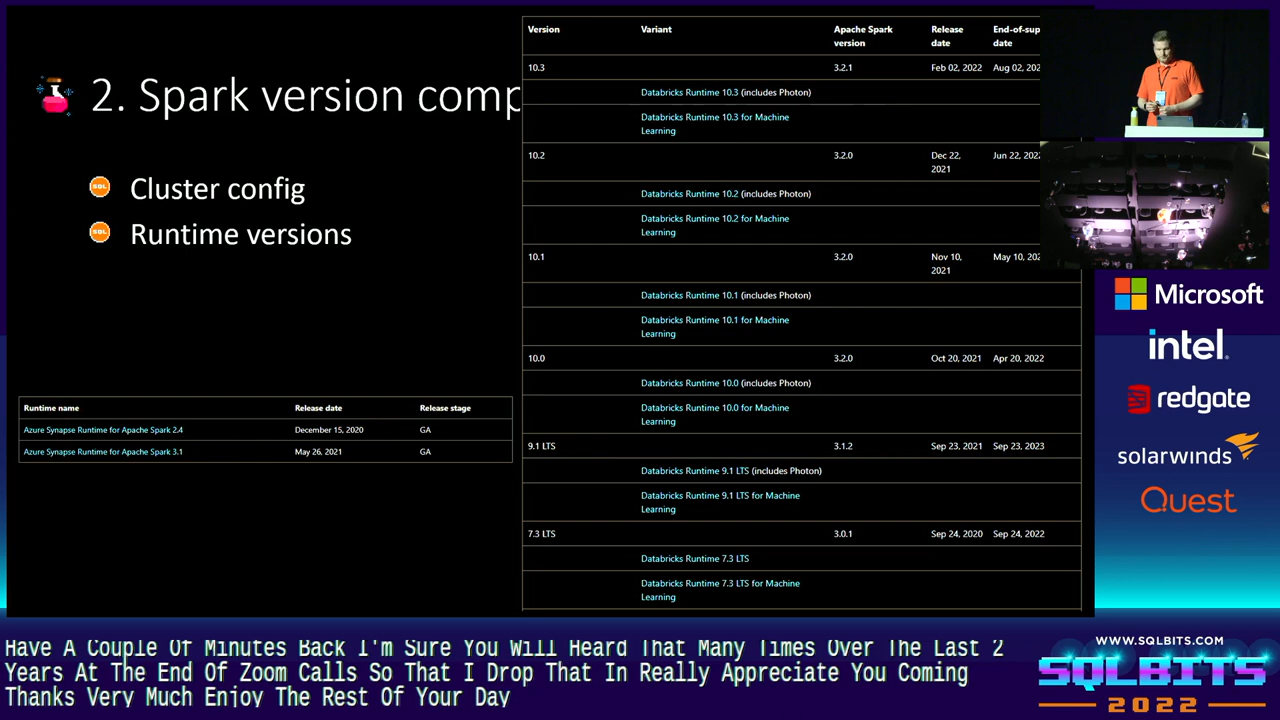 2. Spark version comp
SQL Cluster config
SQL Runtime versions
Runtime name Release date Release stage
Azure Synapse Runtime for Apache Spark 2.4 December 15, 2020 GA
Azure Synapse Runtime for Apache Spark 3.1 May 26, 2021 GA
Version Variant Apache Spark version Release date End-of-sup date
10.3 3.2.1 Feb 02, 2022 Aug 02, 202
Databricks Runtime 10.3 (includes Photon)
Databricks Runtime 10.3 for Machine
Learning
10.2 3.2.0 Dec 22, 2021 Jun 22, 2022
Databricks Runtime 10.2 (includes Photon)
Databricks Runtime 10.2 for Machine
Learning
10.1 3.2.0 Nov 10, 2021 May 10, 202
Databricks Runtime 10.1 (includes Photon)
Databricks Runtime 10.1 for Machine
Learning
10.0 3.2.0 Oct 20, 2021 Apr 20, 2022
Databricks Runtime 10.0 (includes Photon)
Databricks Runtime 10.0 for Machine
Learning
9.1 LTS 3.1.2 Sep 23, 2021 Sep 23, 2023
Databricks Runtime 9.1 LTS (includes Photon)
Databricks Runtime 9.1 LTS for Machine
Learning
7.3 LTS 3.0.1 Sep 24, 2020 Sep 24, 2022
Databricks Runtime 7.3 LTS
Databricks Runtime 7.3 LTS for Machine
Learning
Microsoft
intel.
redgate
solarwinds
Quest
WWW.SQLBITS.COM
SQLBITS
2022
Have A Couple Of Minutes Back I'm Sure You Will Heard That Many Times Over The Last 2
Years At The End Of Zoom Calls So That I Drop That In Really Appreciate You Coming
Thanks Very Much Enjoy The Rest Of Your Day